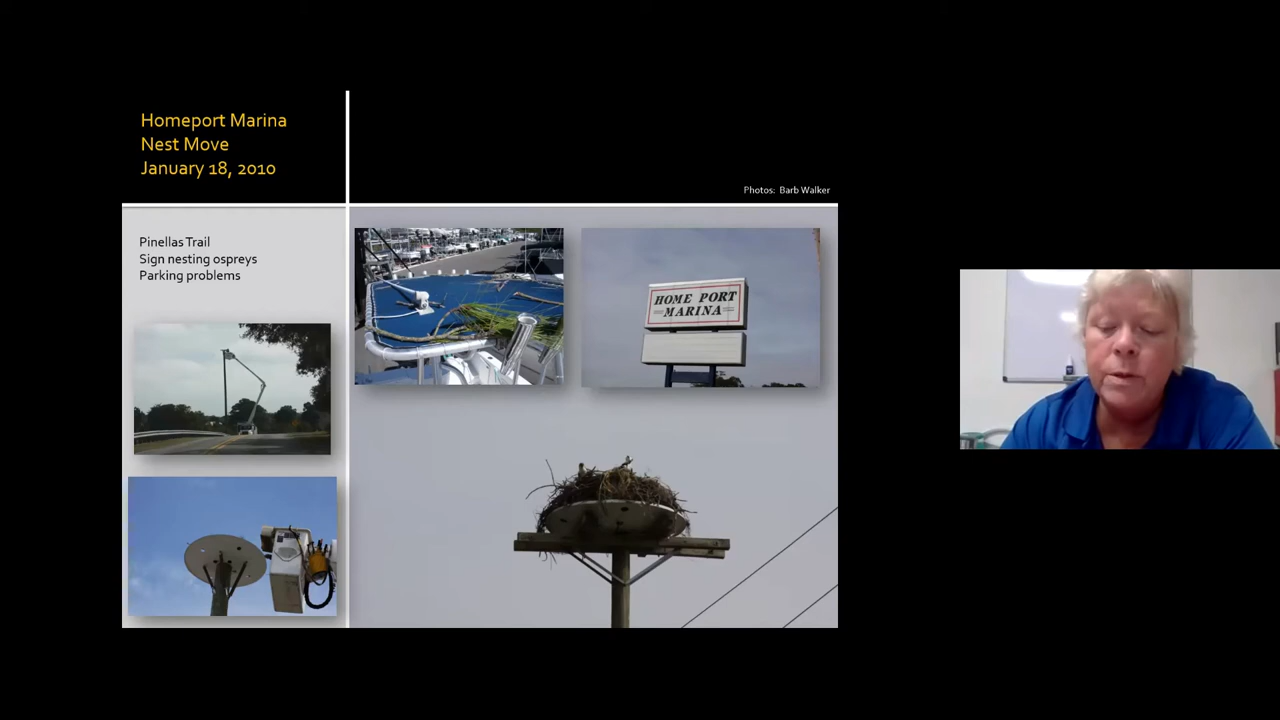 Homeport Marina
Nest Move
January 18, 2010
Photos: Barb Walker
Pinellas Trail
Sign nesting ospreys
Parking problems
HOME PORT
MARINA